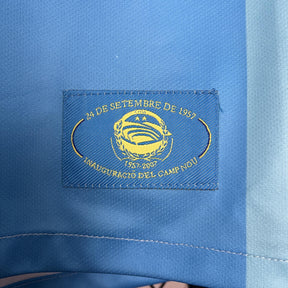 24 DE SETEMBRE DE 1957
1957-2007
INAUGURACIÓ DEL CAMP NOU